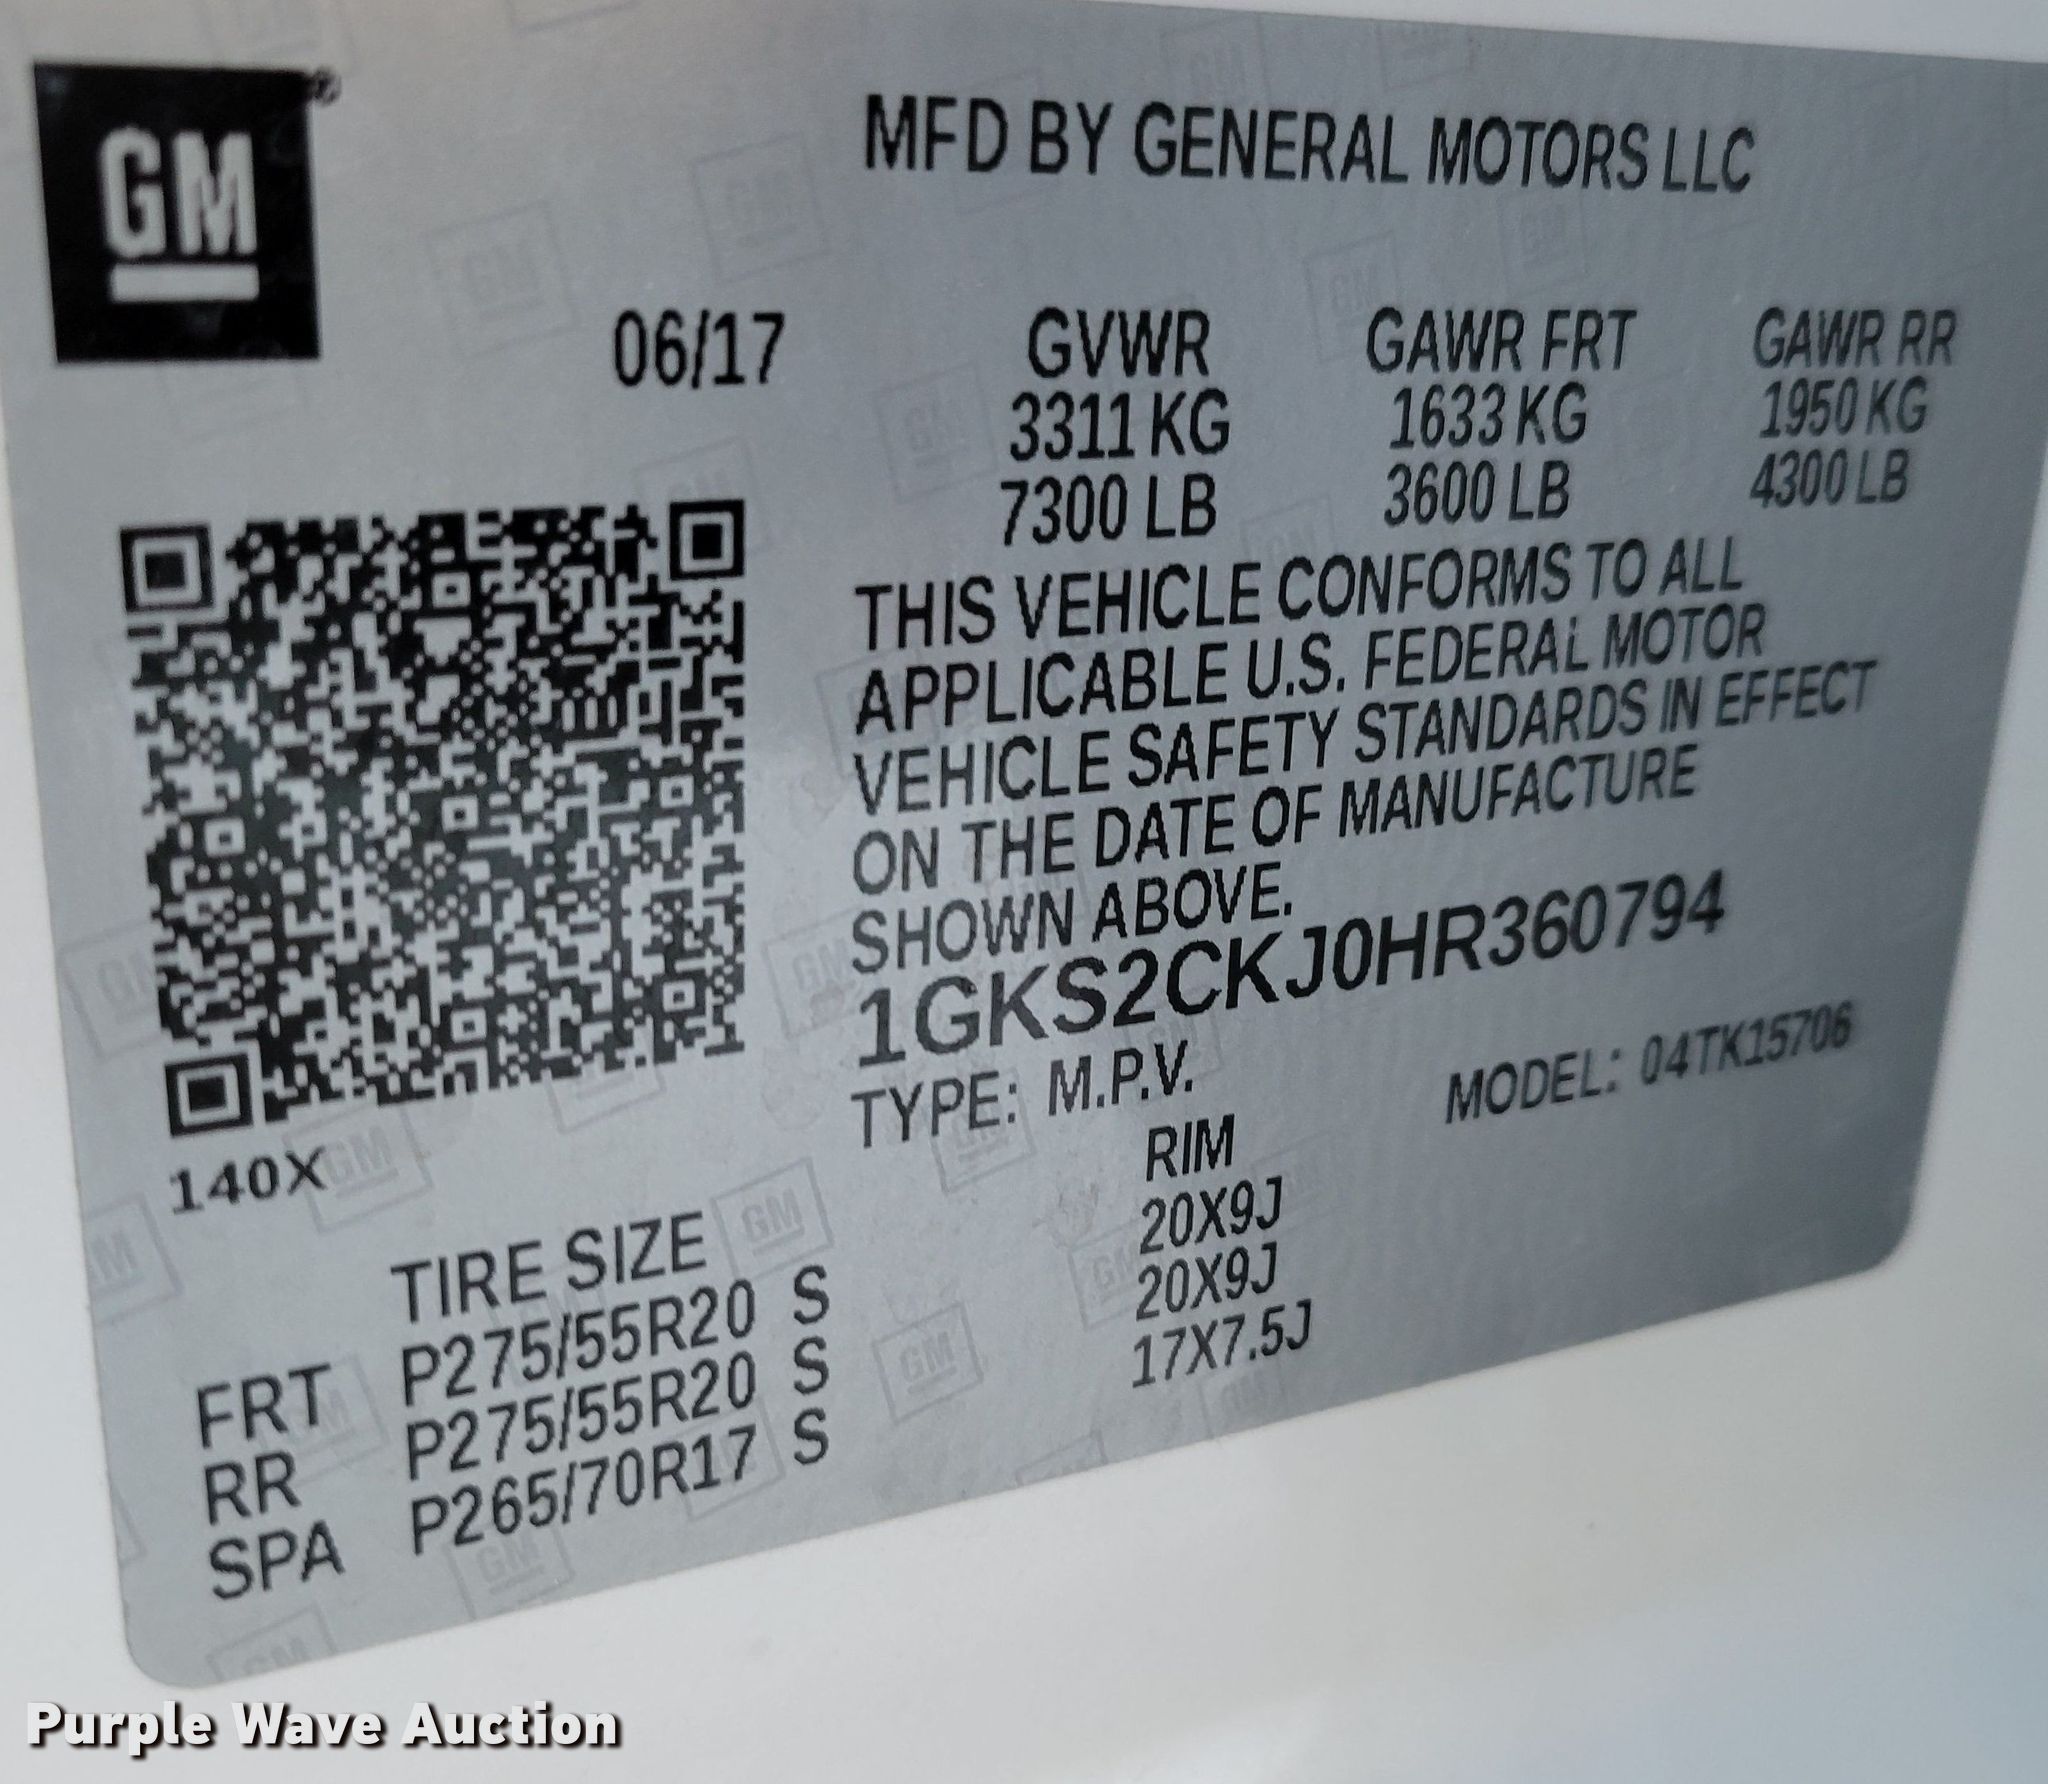 GM®
MFD BY GENERAL MOTORS LLC
06/17 GVWR GAWR FRT GAWR RR
3311 KG 1633 KG 1950 KG
7300 LB 3600 LB 4300 LB
THIS VEHICLE CONFORMS TO ALL
APPLICABLE U.S. FEDERAL MOTOR
VEHICLE SAFETY STANDARDS IN EFFECT
ON THE DATE OF MANUFACTURE
SHOWN ABOVE.
1GKS2CKJ0HR360794
TYPE: M.P.V. MODEL: 04TK15706
140X
TIRE SIZE RIM
FRT P275/55R20 S 20X9J
RR P275/55R20 S 20X9J
SPA P265/70R17 S 17X7.5J
Purple Wave Auction